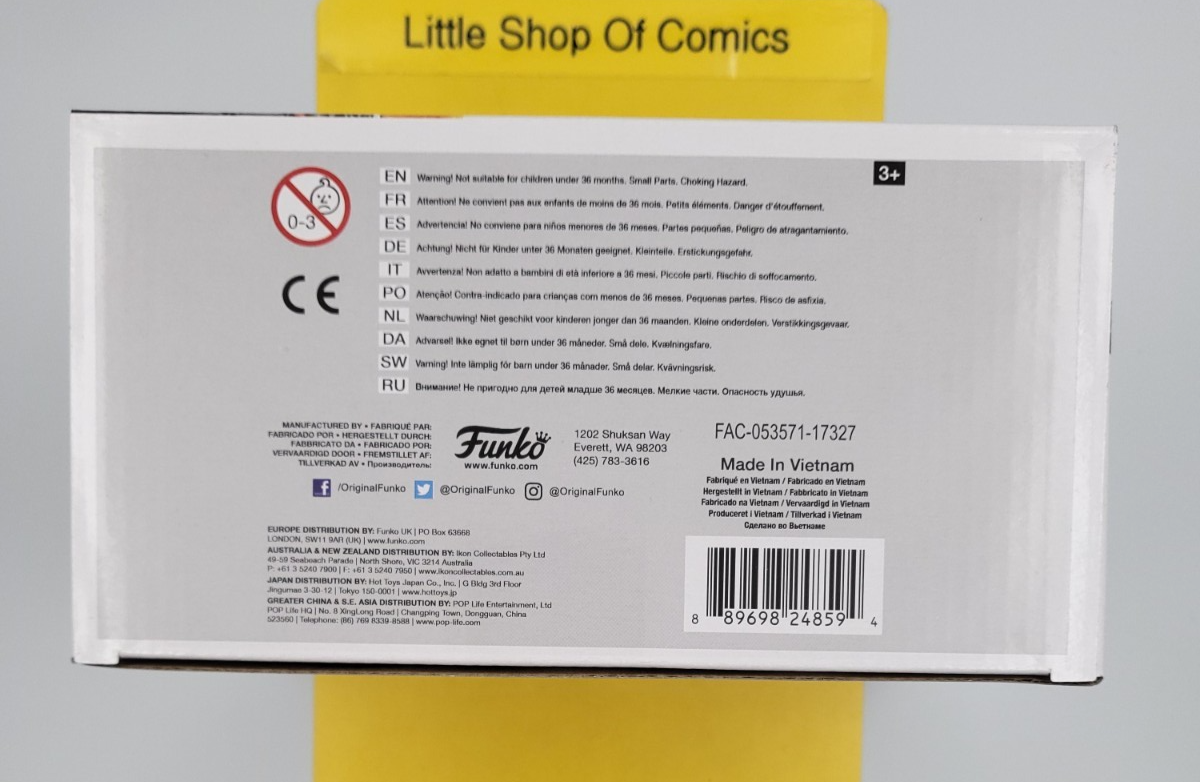 Little Shop Of Comics
3+
0-3
EN Warning! Not suitable for children under 36 months. Small Parts. Choking Hazard.
FR Attention! Ne convient pas aux enfants de moins de 36 mois. Petits éléments. Danger d'étouffement.
ES Advertencia! No conviene para niños menores de 36 meses. Partes pequeñas. Peligro de atragantamiento.
DE Achtung! Nicht für Kinder unter 36 Monaten geeignet. Kleinteile. Erstickungsgefahr.
IT Avvertenza! Non adatto a bambini di età inferiore a 36 mesi. Piccole parti. Rischio di soffocamento.
PO Atenção! Contra-indicado para crianças com menos de 36 meses. Pequenas partes. Risco de asfixia.
NL Waarschuwing! Niet geschikt voor kinderen jonger dan 36 maanden. Kleine onderdelen. Verstikkingsgevaar.
DA Advarsel! Ikke egnet til børn under 36 måneder. Små dele. Kvælningsfare.
SW Varning! Inte lämplig för barn under 36 månader. Små delar. Kvävningsrisk.
RU Внимание! Не пригодно для детей младше 36 месяцев. Мелкие части. Опасность удушья.
CE
MANUFACTURED BY • FABRIQUÉ PAR:
FABRICADO POR • HERGESTELLT DURCH:
FABBRICATO DA • FABRICADO POR:
VERVAARDIGD DOOR • FREMSTILLET AF:
TILLVERKAD AV • Производитель:
Funko
www.funko.com
1202 Shuksan Way
Everett, WA 98203
(425) 783-3616
/OriginalFunko @OriginalFunko @OriginalFunko
FAC-053571-17327
Made In Vietnam
Fabriqué en Vietnam / Fabricado en Vietnam
Hergestellt in Vietnam / Fabbricato in Vietnam
Fabricado na Vietnam / Vervaardigd in Vietnam
Produceret i Vietnam / Tillverkad i Vietnam
Сделано во Вьетнаме
EUROPE DISTRIBUTION BY: Funko UK | PO Box 63668
LONDON, SW11 9AR (UK) | www.funko.com
AUSTRALIA & NEW ZEALAND DISTRIBUTION BY: Ikon Collectables Pty Ltd
49-59 Seabeach Parade | North Shore, VIC 3214 Australia
P: +61 3 5240 7900 | F: +61 3 5240 7950 | www.ikoncollectables.com.au
JAPAN DISTRIBUTION BY: Hot Toys Japan Co., Inc. | G Bldg 3rd Floor
Jingumae 3-30-12 | Tokyo 150-0001 | www.hottoys.jp
GREATER CHINA & S.E. ASIA DISTRIBUTION BY: POP Life Entertainment, Ltd
POP Life HQ | No. 8 XingLong Road | Changping Town, Dongguan, China
523560 | Telephone: (86) 769 8339-8588 | www.pop-life.com
8 89698 24859 4